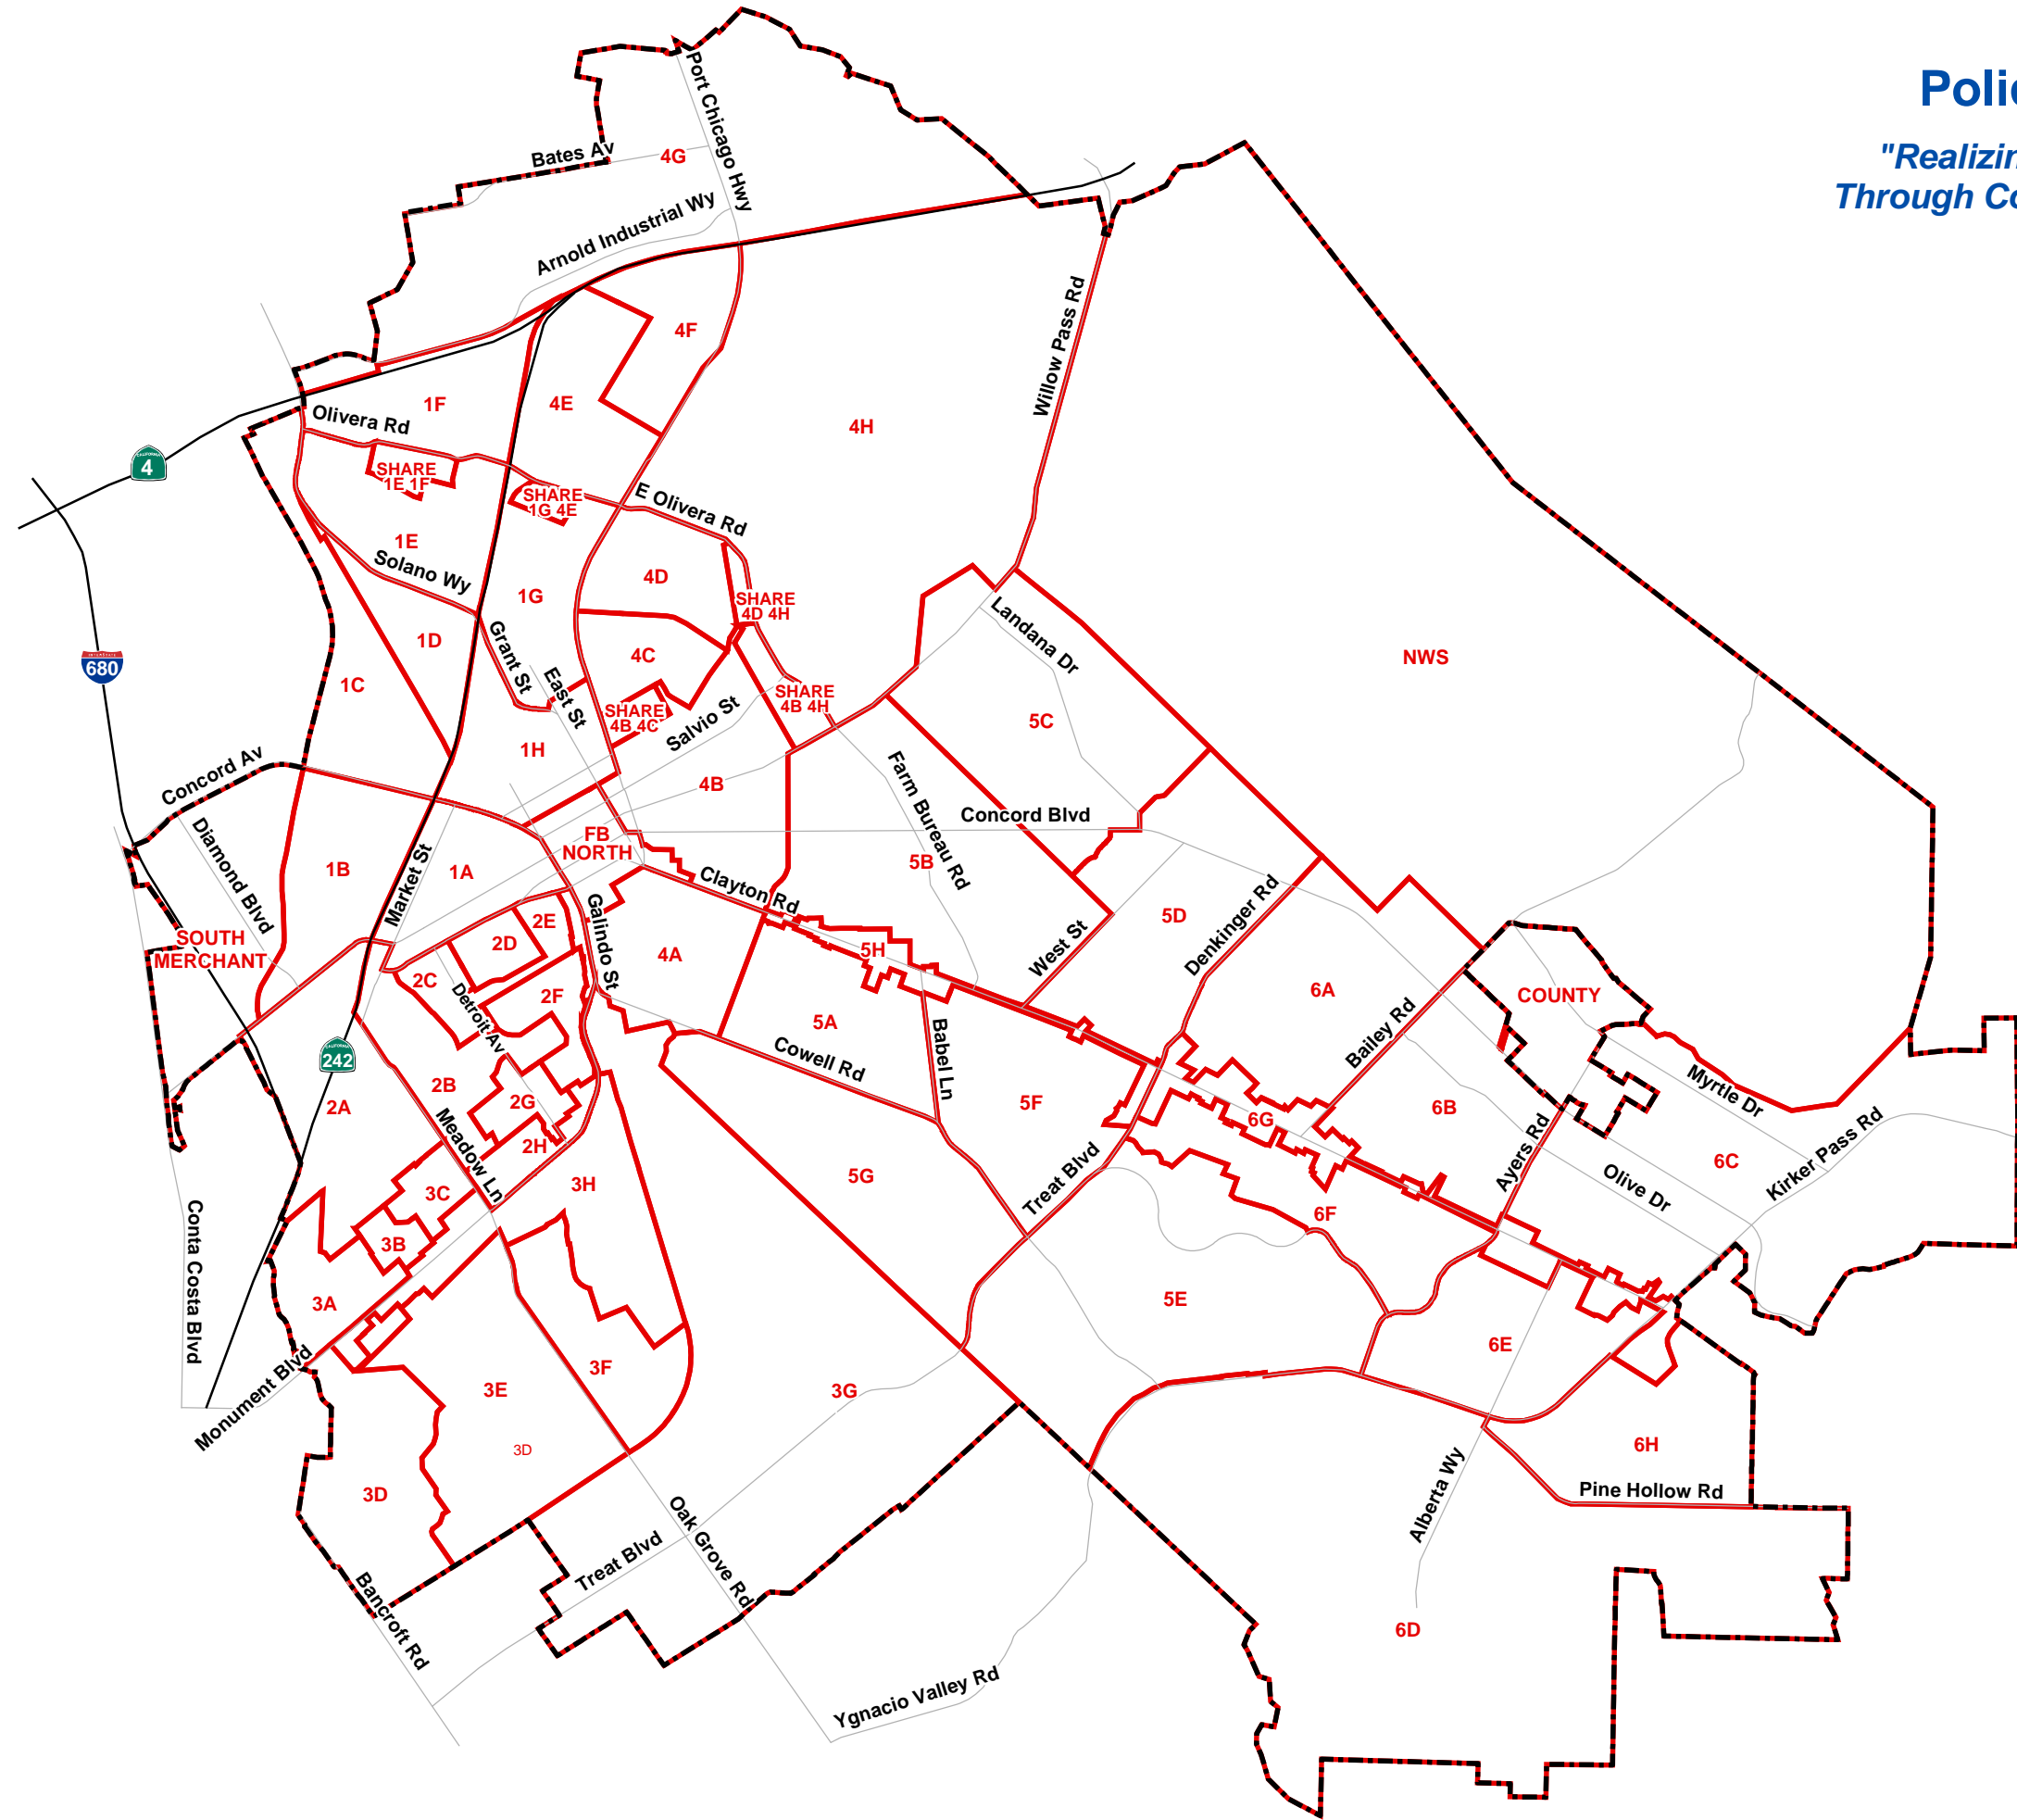 Polic
"Realizin
Through Co
Port Chicago Hwy
Bates Av
4G
Arnold Industrial Wy
Willow Pass Rd
4F
1F
4E
4H
Olivera Rd
CALIFORNIA
4
SHARE
1E 1F
SHARE
1G 4E
E Olivera Rd
1E
Solano Wy
4D
1G
SHARE
4D 4H
Landana Dr
1D
Grant St
4C
NWS
INTERSTATE
680
1C
East St
SHARE
4B 4H
SHARE
4B 4C
Salvio St
5C
1H
Concord Av
4B
Farm Bureau Rd
Concord Blvd
Diamond Blvd
FB
NORTH
1B
Market St
1A
5B
Clayton Rd
Denkinger Rd
Galindo St
2E
5D
SOUTH
MERCHANT
2D
4A
5H
West St
2C
Detroit Av
2F
6A
COUNTY
5A
Babel Ln
Bailey Rd
CALIFORNIA
242
Cowell Rd
Myrtle Dr
2B
2A
2G
5F
6G
6B
Meadow Ln
2H
Ayers Rd
Kirker Pass Rd
6C
Treat Blvd
5G
3H
3C
Olive Dr
6F
Conta Costa Blvd
3B
5E
3A
6E
Monument Blvd
3F
3E
3G
3D
6H
Alberta Wy
Pine Hollow Rd
3D
Oak Grove Rd
Treat Blvd
Bancroft Rd
6D
Ygnacio Valley Rd